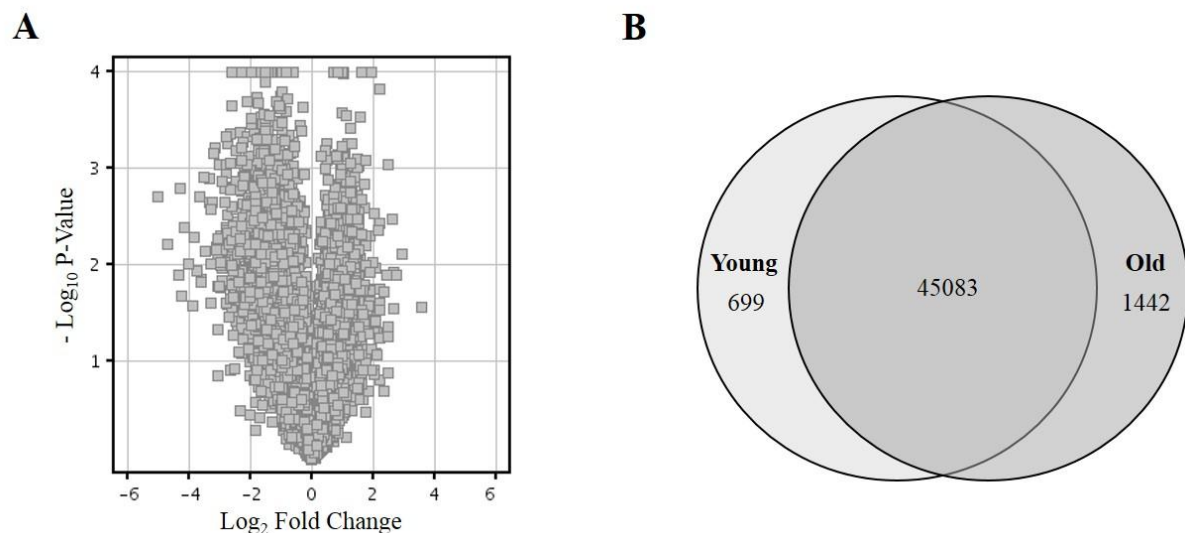 A
4
3
2
1
- Log₁₀ P-Value
−6 −4 −2 0 2 4 6
Log₂ Fold Change
B
Young
699
45083
Old
1442